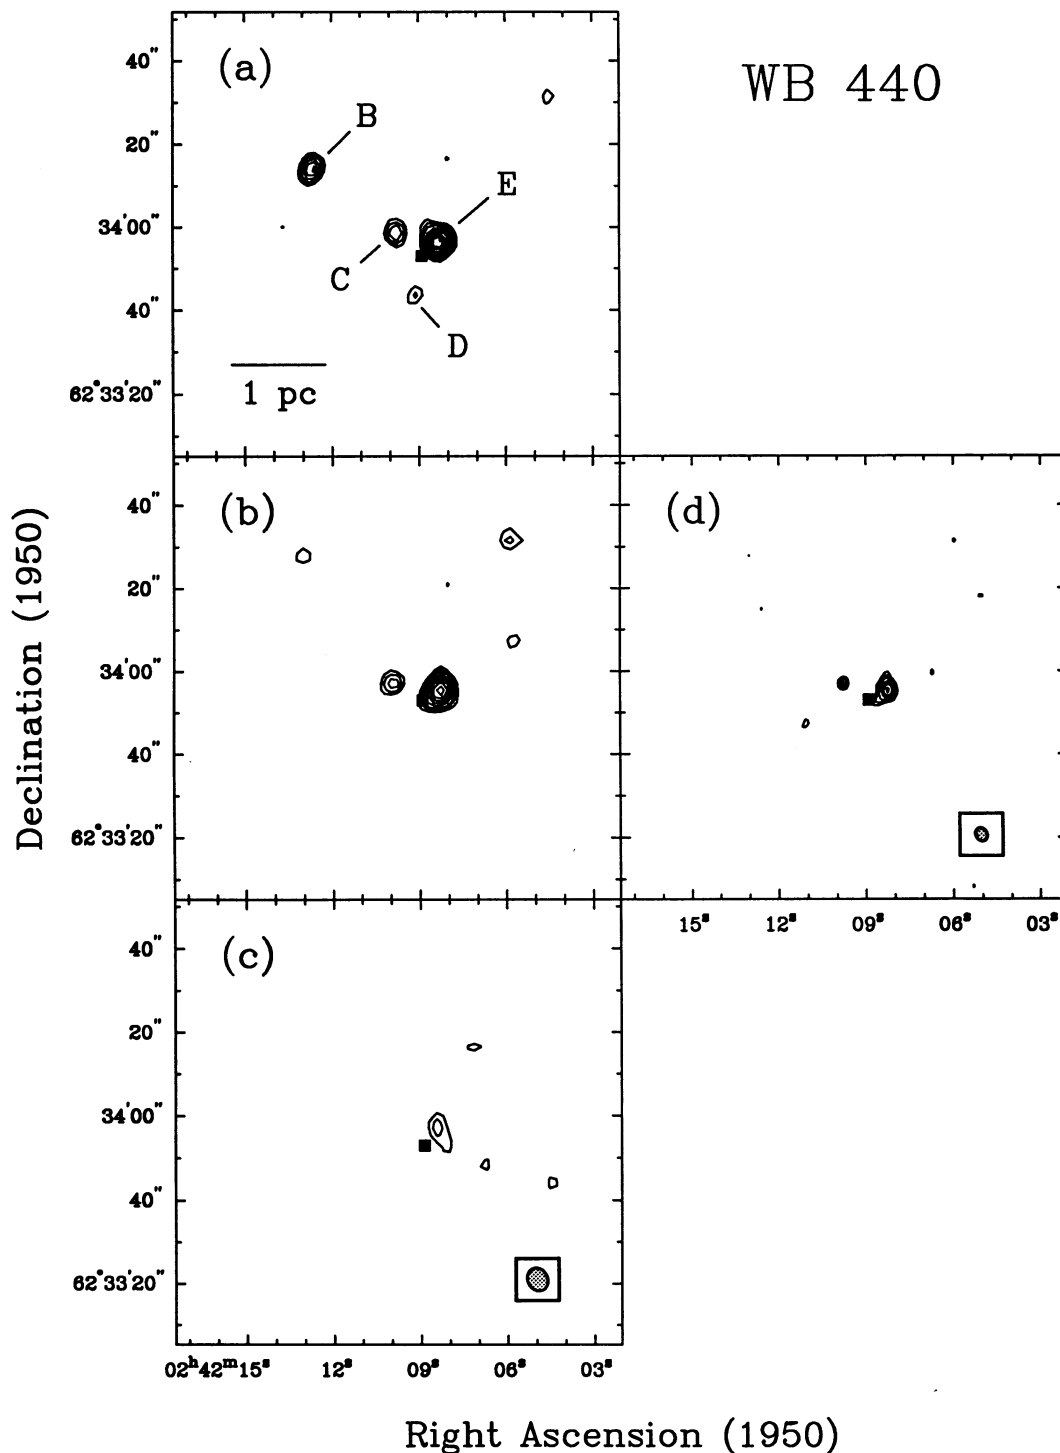 WB 440
(a)
40"
20"
34'00"
40"
62°33'20"
B
E
C
D
1 pc
(b)
40"
20"
34'00"
40"
62°33'20"
(d)
15ˢ 12ˢ 09ˢ 06ˢ 03ˢ
(c)
40"
20"
34'00"
40"
62°33'20"
02ʰ42ᵐ15ˢ 12ˢ 09ˢ 06ˢ 03ˢ
Declination (1950)
Right Ascension (1950)